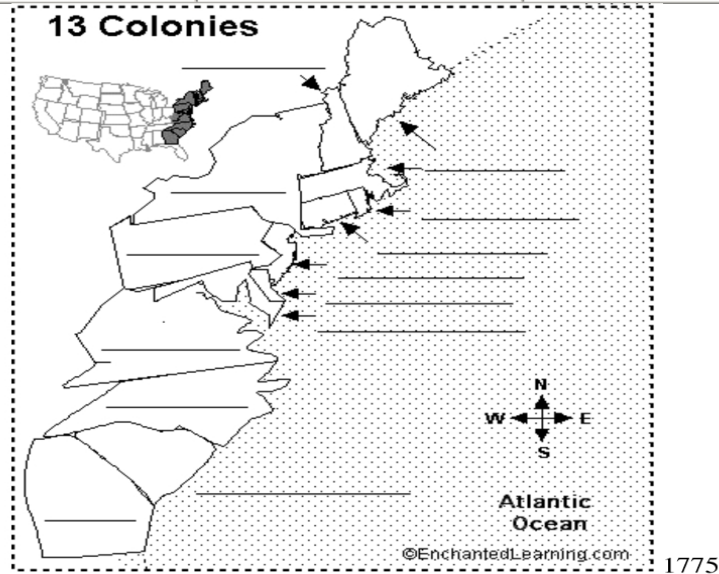 13 Colonies
N
W E
S
Atlantic
Ocean
©EnchantedLearning.com
1775